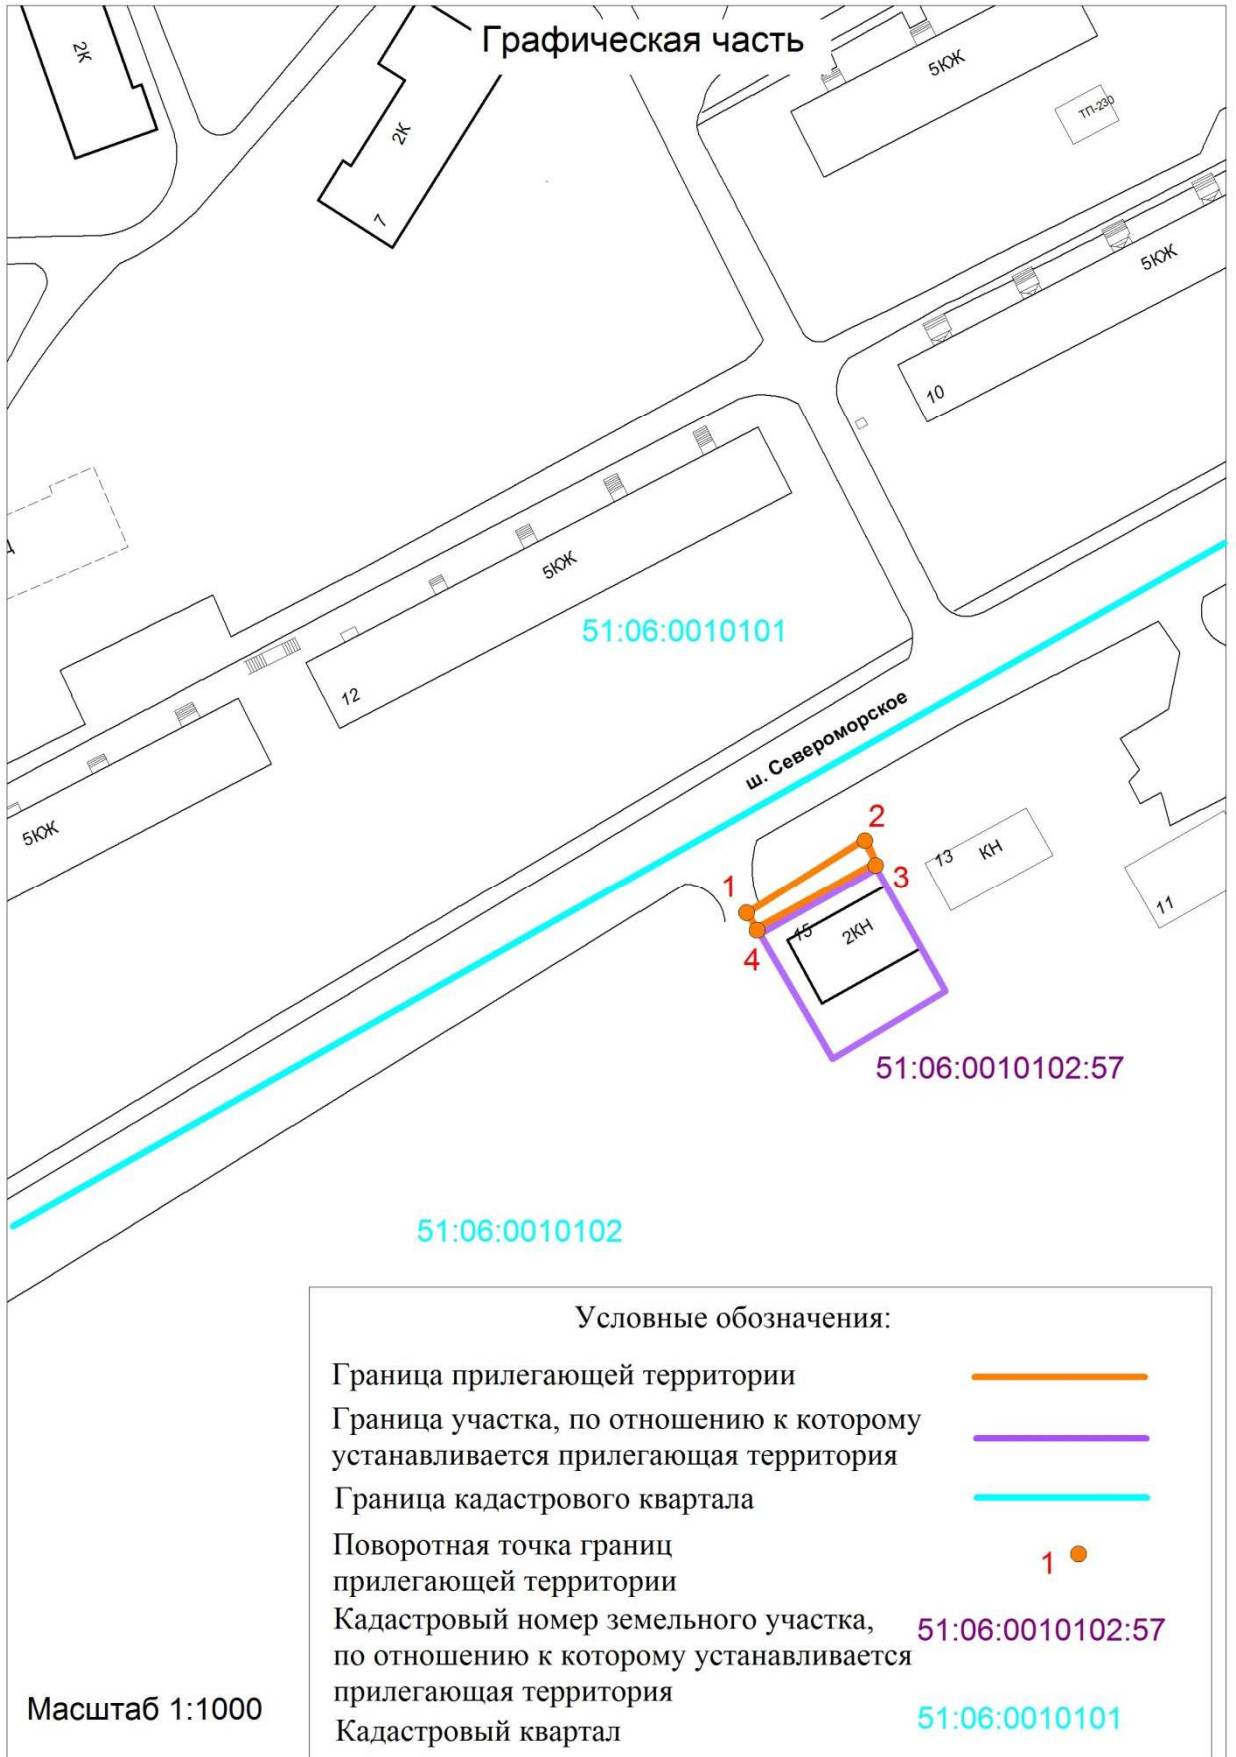 Графическая часть
2К
2К
7
5КЖ
ТП-230
5КЖ
10
5КЖ
12
51:06:0010101
5КЖ
ш. Североморское
2
1
3
4
13
КН
15
2КН
11
51:06:0010102:57
51:06:0010102
Условные обозначения:
Граница прилегающей территории
Граница участка, по отношению к которому
устанавливается прилегающая территория
Граница кадастрового квартала
Поворотная точка границ
прилегающей территории
1
Кадастровый номер земельного участка,
по отношению к которому устанавливается
прилегающая территория
51:06:0010102:57
Кадастровый квартал
51:06:0010101
Масштаб 1:1000